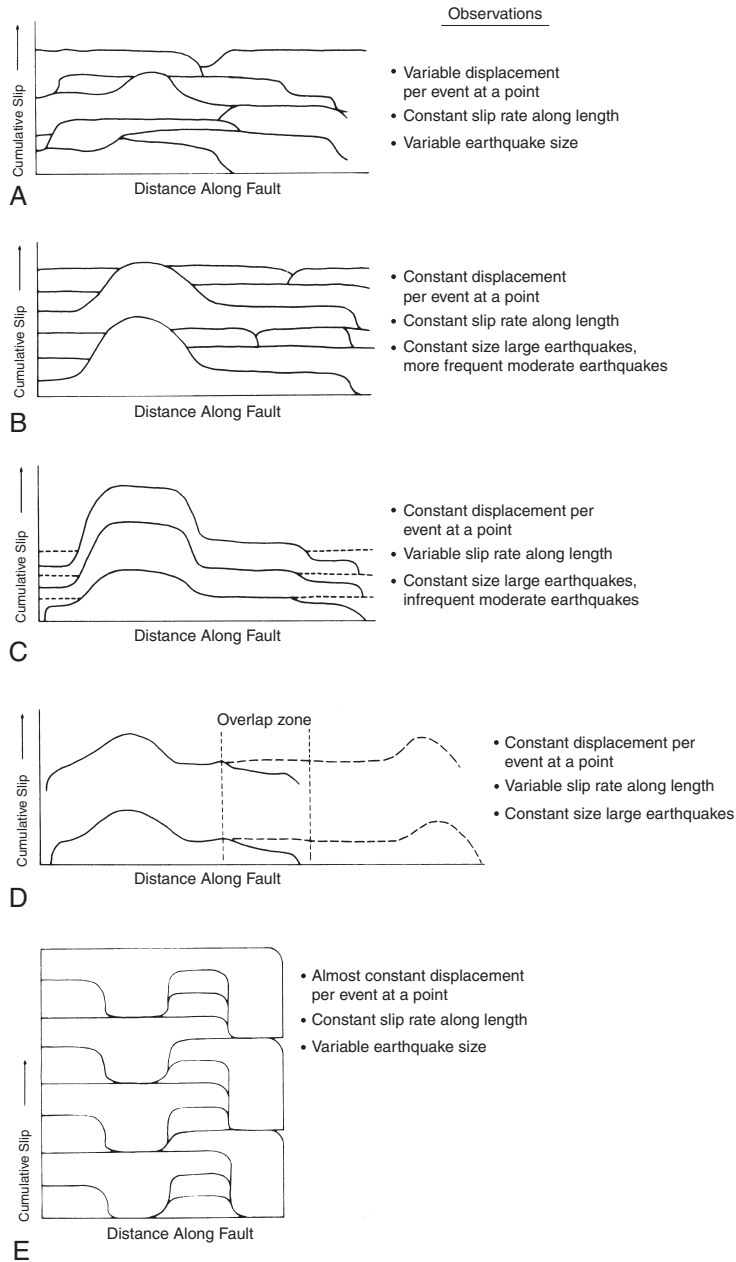 Observations
Cumulative Slip
• Variable displacement
per event at a point
• Constant slip rate along length
• Variable earthquake size
Distance Along Fault
A
Cumulative Slip
• Constant displacement
per event at a point
• Constant slip rate along length
• Constant size large earthquakes,
more frequent moderate earthquakes
Distance Along Fault
B
Cumulative Slip
• Constant displacement per
event at a point
• Variable slip rate along length
• Constant size large earthquakes,
infrequent moderate earthquakes
Distance Along Fault
C
Cumulative Slip
Overlap zone
• Constant displacement per
event at a point
• Variable slip rate along length
• Constant size large earthquakes
Distance Along Fault
D
Cumulative Slip
• Almost constant displacement
per event at a point
• Constant slip rate along length
• Variable earthquake size
Distance Along Fault
E